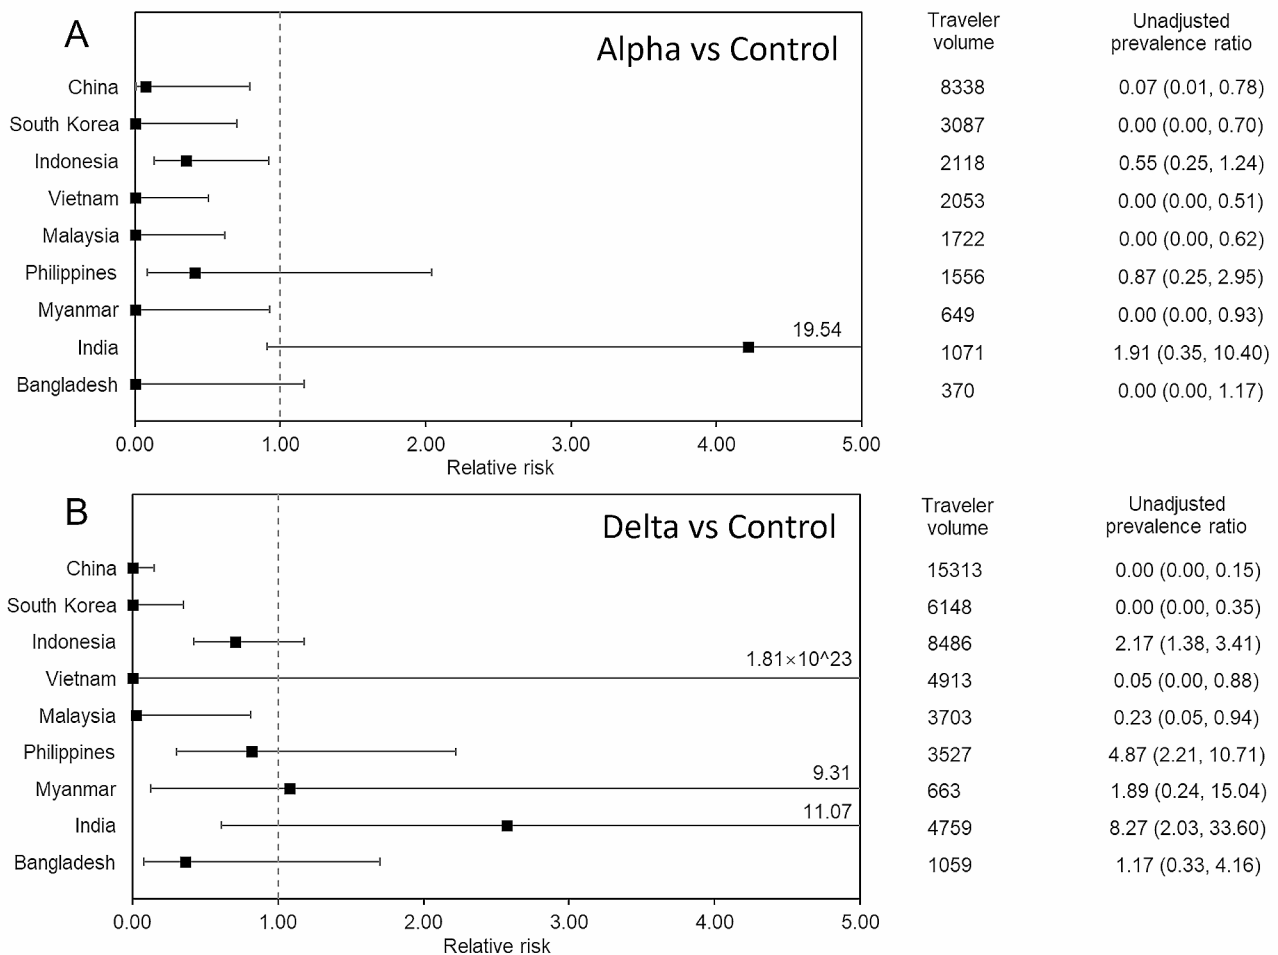 A
Alpha vs Control
Traveler volume
Unadjusted prevalence ratio
China 8338 0.07 (0.01, 0.78)
South Korea 3087 0.00 (0.00, 0.70)
Indonesia 2118 0.55 (0.25, 1.24)
Vietnam 2053 0.00 (0.00, 0.51)
Malaysia 1722 0.00 (0.00, 0.62)
Philippines 1556 0.87 (0.25, 2.95)
Myanmar 649 0.00 (0.00, 0.93)
19.54
India 1071 1.91 (0.35, 10.40)
Bangladesh 370 0.00 (0.00, 1.17)
0.00 1.00 2.00 3.00 4.00 5.00
Relative risk
B
Delta vs Control
Traveler volume
Unadjusted prevalence ratio
China 15313 0.00 (0.00, 0.15)
South Korea 6148 0.00 (0.00, 0.35)
Indonesia 8486 2.17 (1.38, 3.41)
1.81×10^23
Vietnam 4913 0.05 (0.00, 0.88)
Malaysia 3703 0.23 (0.05, 0.94)
Philippines 3527 4.87 (2.21, 10.71)
9.31
Myanmar 663 1.89 (0.24, 15.04)
11.07
India 4759 8.27 (2.03, 33.60)
Bangladesh 1059 1.17 (0.33, 4.16)
0.00 1.00 2.00 3.00 4.00 5.00
Relative risk